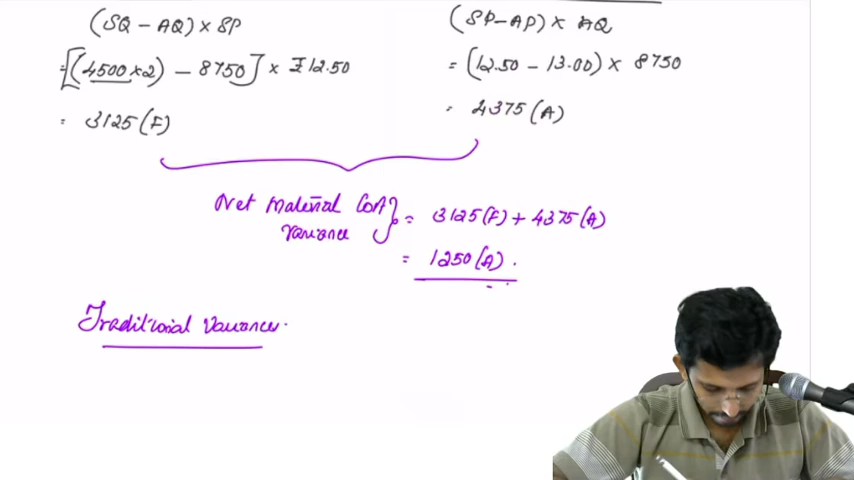 (SQ - AQ) × SP
= [(4500×2) - 8750] × ₹12.50
= 3125(F)
(SP-AP) × AQ
= (12.50 - 13.00) × 8750
= 4375(A)
Net Material Cost Variance } = 3125(F) + 4375(A)
= 1250(A).
Traditional Variances.